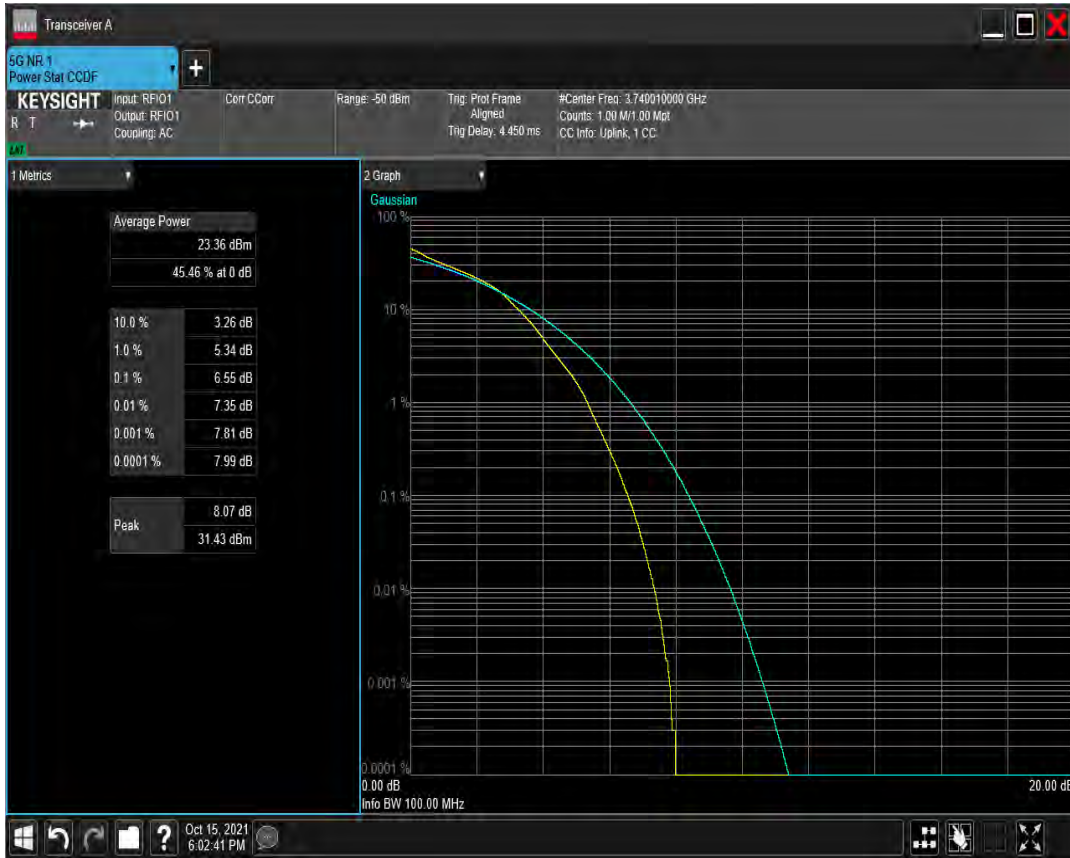 Transceiver A
5G NR 1
Power Stat CCDF
+
KEYSIGHT
R T
LXI
Input: RFIO1
Output: RFIO1
Coupling: AC
Corr CCorr
Range: -50 dBm
Trig: Prot Frame
Aligned
Trig Delay: 4.450 ms
#Center Freq: 3.740010000 GHz
Counts: 1.00 M/1.00 Mpt
CC Info: Uplink, 1 CC
1 Metrics
Average Power
23.36 dBm
45.46 % at 0 dB
10.0 % 3.26 dB
1.0 % 5.34 dB
0.1 % 6.55 dB
0.01 % 7.35 dB
0.001 % 7.81 dB
0.0001 % 7.99 dB
Peak
8.07 dB
31.43 dBm
2 Graph
Gaussian
100 %
10 %
1 %
0.1 %
0.01 %
0.001 %
0.0001 %
0.00 dB 20.00 dB
Info BW 100.00 MHz
?
Oct 15, 2021
6:02:41 PM